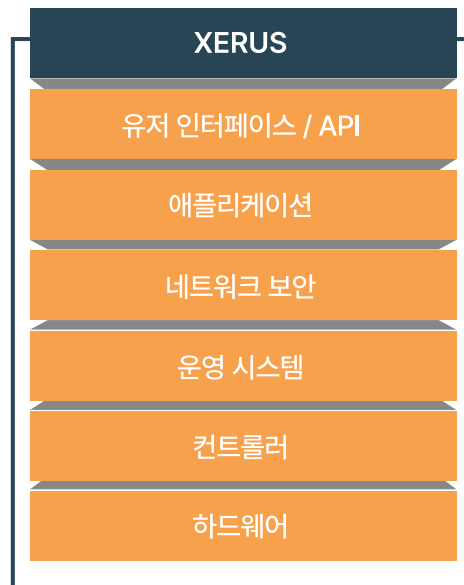 XERUS
유저 인터페이스 / API
애플리케이션
네트워크 보안
운영 시스템
컨트롤러
하드웨어